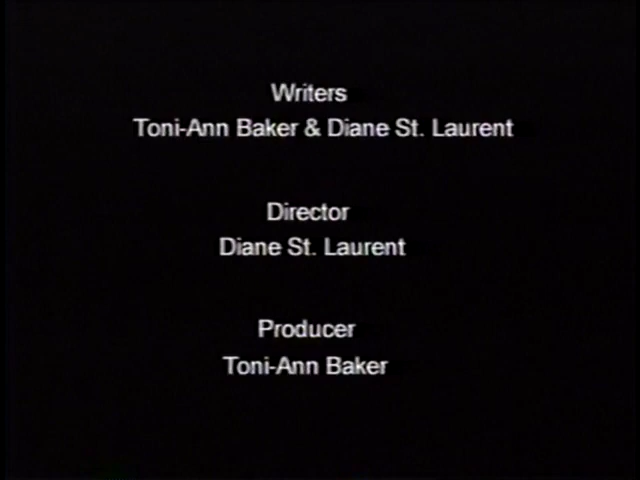 Writers
Toni-Ann Baker & Diane St. Laurent
Director
Diane St. Laurent
Producer
Toni-Ann Baker